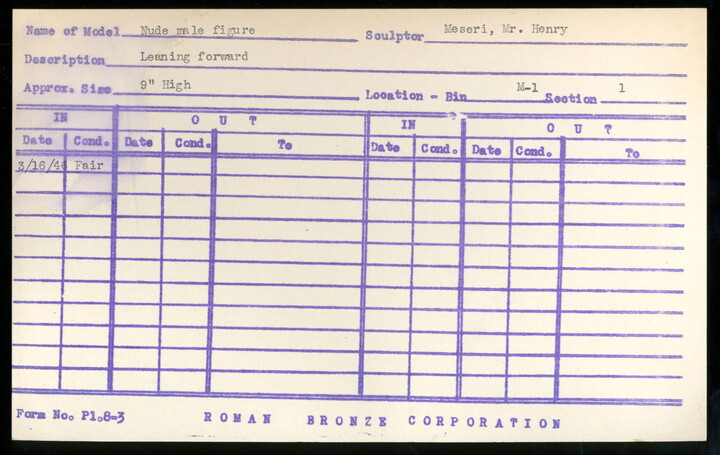 Name of Model Nude male figure Sculptor Meseri, Mr. Henry
Description Leaning forward
Approx. Size 9" High Location - Bin M-1 Section 1
IN O U T IN O U T
Date Cond. Date Cond. To Date Cond. Date Cond. To
3/16/46 Fair
Form No. P1.8-3 ROMAN BRONZE CORPORATION